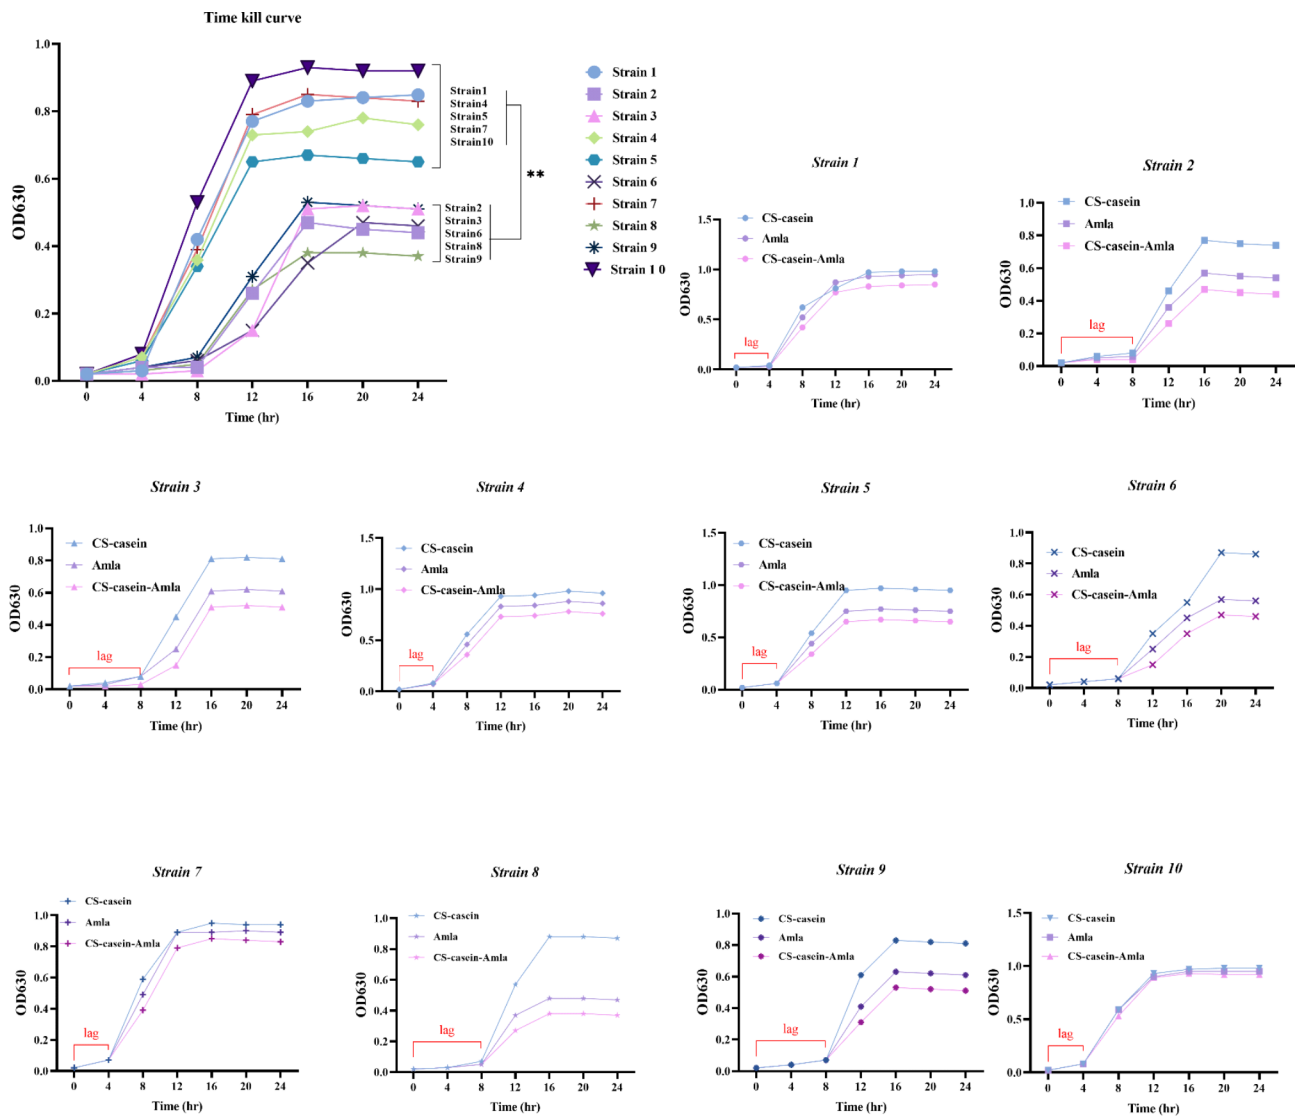 Time kill curve
OD630
1.0
0.8
0.6
0.4
0.2
0.0
0 4 8 12 16 20 24
Time (hr)
Strain1
Strain4
Strain5
Strain7
Strain10
**
Strain2
Strain3
Strain6
Strain8
Strain9
Strain 1
Strain 2
Strain 3
Strain 4
Strain 5
Strain 6
Strain 7
Strain 8
Strain 9
Strain 1 0
Strain 1
OD630
1.5
1.0
0.5
0.0
CS-casein
Amla
CS-casein-Amla
lag
0 4 8 12 16 20 24
Time (hr)
Strain 2
OD630
1.0
0.8
0.6
0.4
0.2
0.0
CS-casein
Amla
CS-casein-Amla
lag
0 4 8 12 16 20 24
Time (hr)
Strain 3
OD630
1.0
0.8
0.6
0.4
0.2
0.0
CS-casein
Amla
CS-casein-Amla
lag
0 4 8 12 16 20 24
Time (hr)
Strain 4
OD630
1.5
1.0
0.5
0.0
CS-casein
Amla
CS-casein-Amla
lag
0 4 8 12 16 20 24
Time (hr)
Strain 5
OD630
1.5
1.0
0.5
0.0
CS-casein
Amla
CS-casein-Amla
lag
0 4 8 12 16 20 24
Time (hr)
Strain 6
OD630
1.0
0.8
0.6
0.4
0.2
0.0
CS-casein
Amla
CS-casein-Amla
lag
0 4 8 12 16 20 24
Time (hr)
Strain 7
OD630
1.0
0.8
0.6
0.4
0.2
0.0
CS-casein
Amla
CS-casein-Amla
lag
0 4 8 12 16 20 24
Time (hr)
Strain 8
OD630
1.0
0.8
0.6
0.4
0.2
0.0
CS-casein
Amla
CS-casein-Amla
lag
0 4 8 12 16 20 24
Time (hr)
Strain 9
OD630
1.0
0.8
0.6
0.4
0.2
0.0
CS-casein
Amla
CS-casein-Amla
lag
0 4 8 12 16 20 24
Time (hr)
Strain 10
OD630
1.5
1.0
0.5
0.0
CS-casein
Amla
CS-casein-Amla
lag
0 4 8 12 16 20 24
Time (hr)